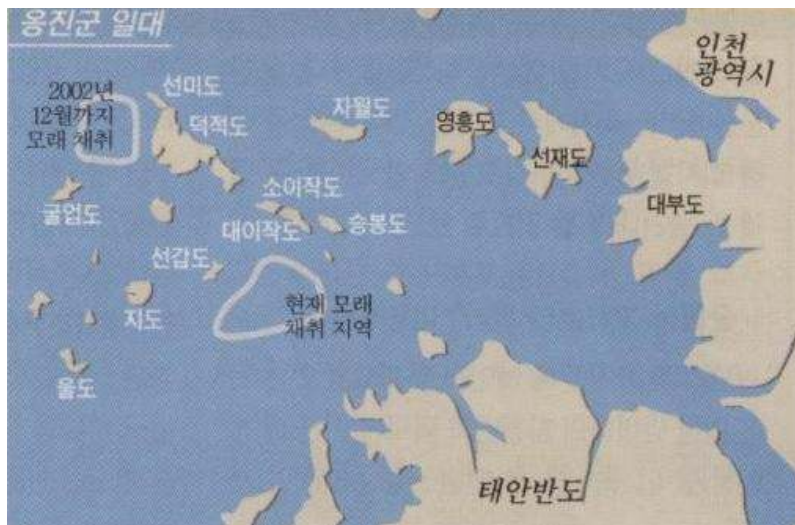 옹진군 일대
인천
광역시
2002년
12월까지
모래 채취
선미도
덕적도
자월도
영흥도
선재도
대부도
소이작도
대이작도
승봉도
굴업도
선갑도
지도
현재 모래
채취 지역
울도
태안반도